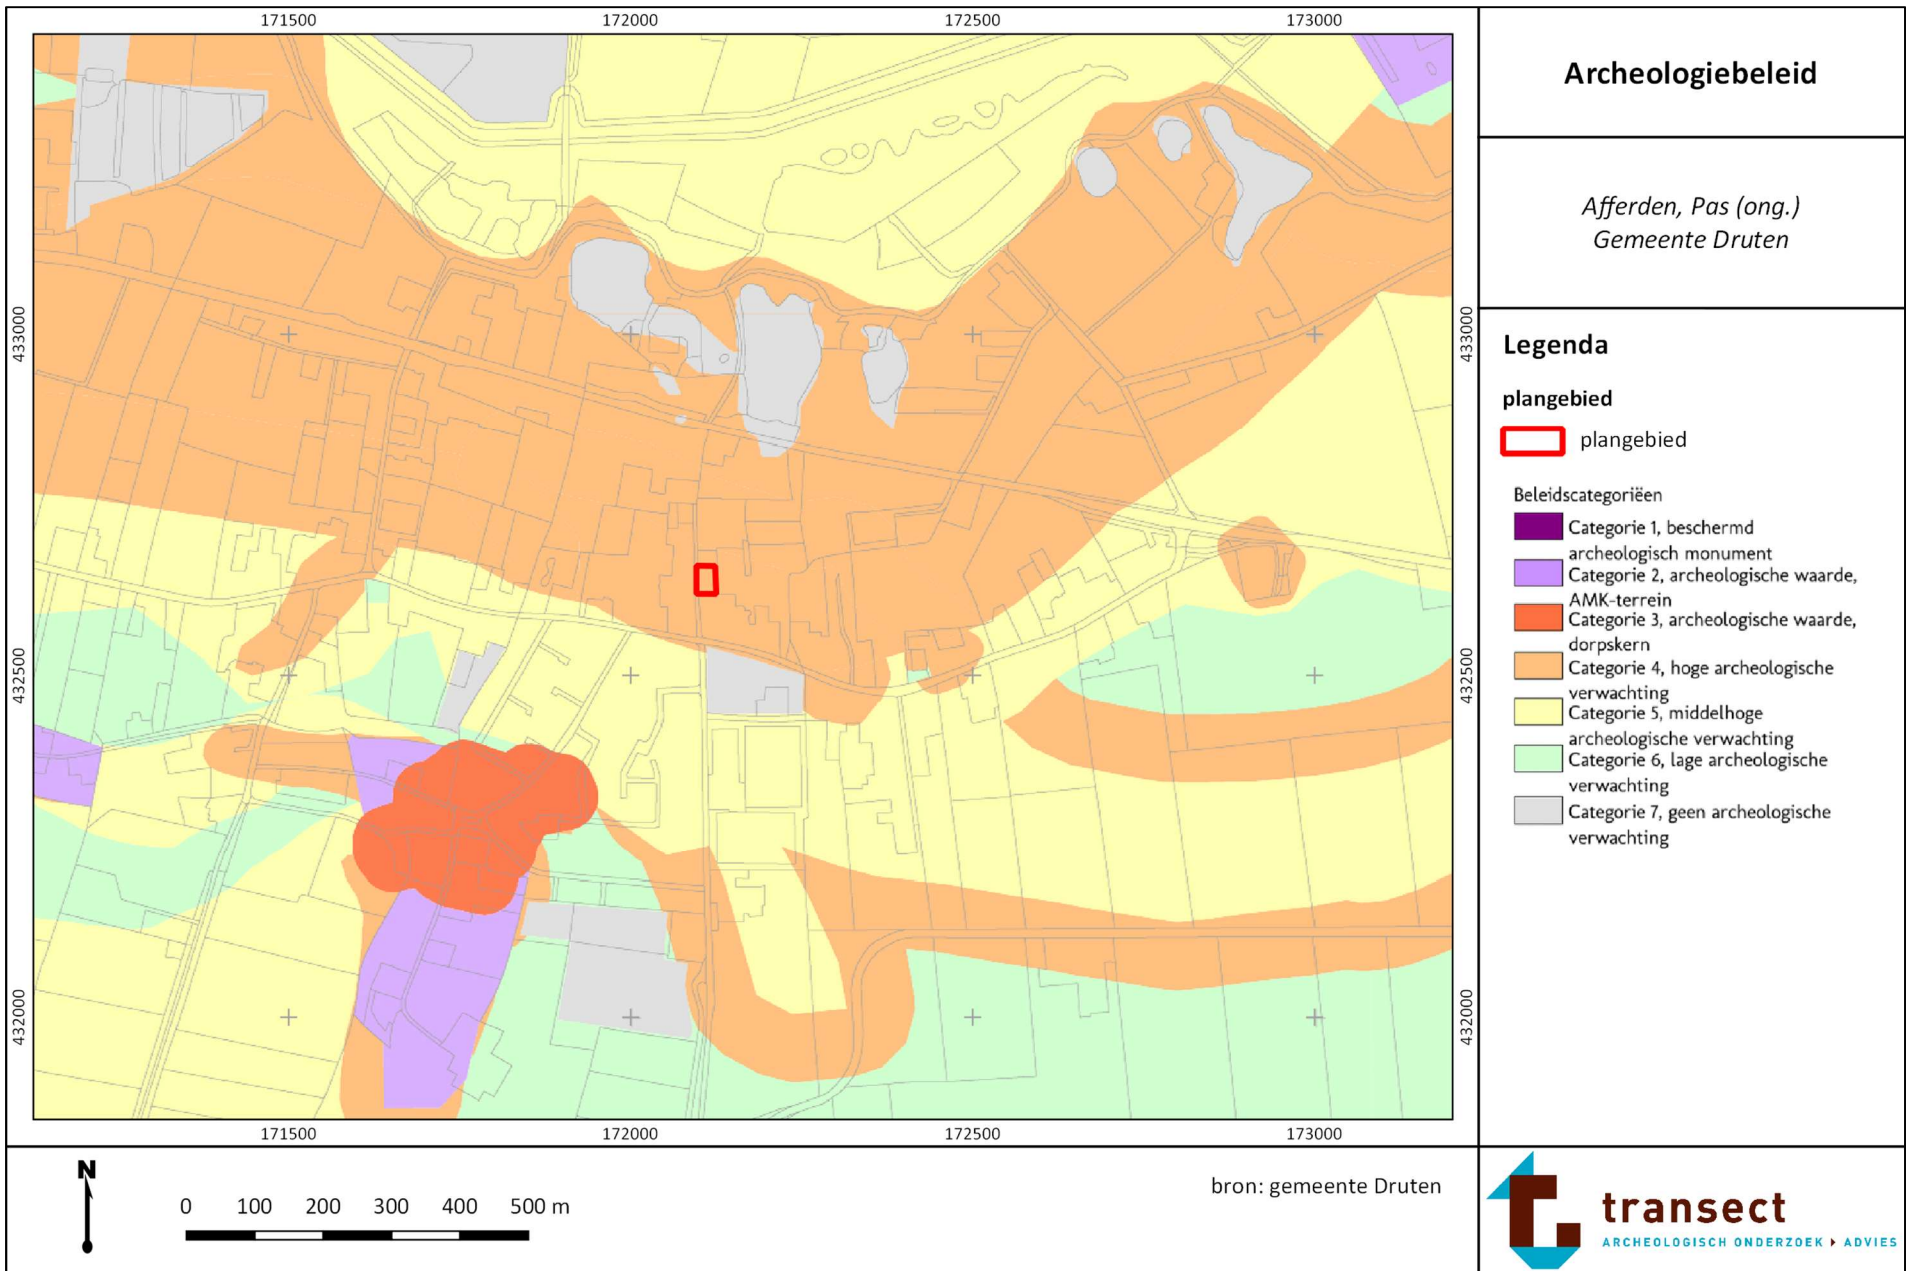 171500 172000 172500 173000
Archeologiebeleid
Afferden, Pas (ong.)
Gemeente Druten
433000 433000
432500 432500
432000 432000
171500 172000 172500 173000
Legenda
plangebied
plangebied
Beleidscategoriëen
Categorie 1, beschermd
archeologisch monument
Categorie 2, archeologische waarde,
AMK-terrein
Categorie 3, archeologische waarde,
dorpskern
Categorie 4, hoge archeologische
verwachting
Categorie 5, middelhoge
archeologische verwachting
Categorie 6, lage archeologische
verwachting
Categorie 7, geen archeologische
verwachting
N
0 100 200 300 400 500 m
bron: gemeente Druten
transect
ARCHEOLOGISCH ONDERZOEK ▸ ADVIES